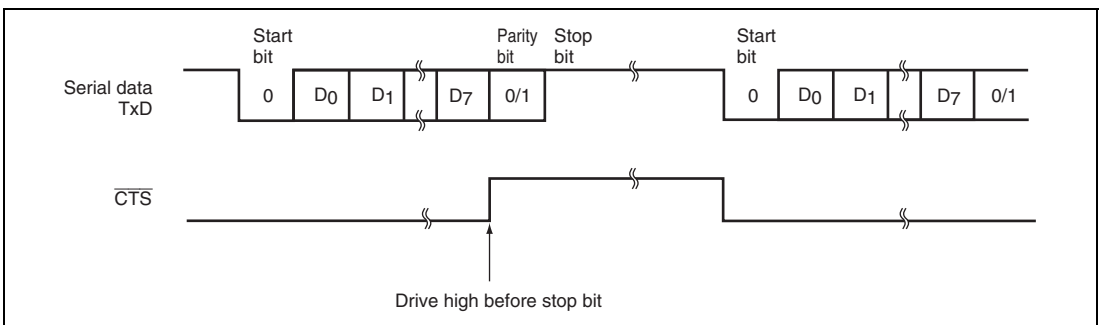 Start bit
Parity bit
Stop bit
Start bit
Serial data TxD
0
D0
D1
D7
0/1
0
D0
D1
D7
0/1
CTS
Drive high before stop bit